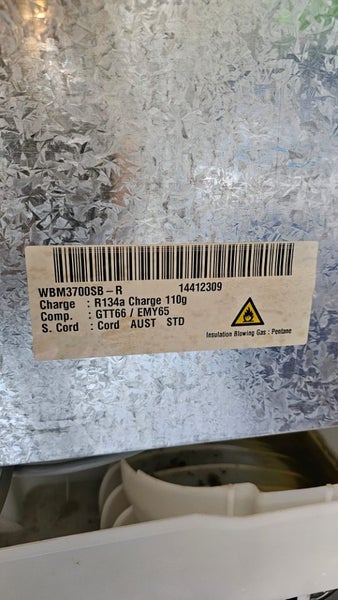 WBM3700SB - R 14412309
Charge : R134a Charge 110g
Comp. : GTT66 / EMY65
S. Cord : Cord AUST STD
Insulation Blowing Gas : Pentane